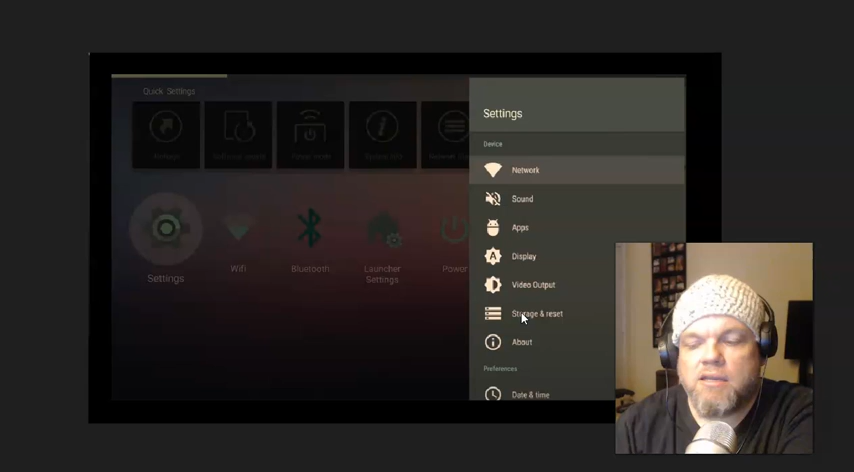 Quick Settings
Settings
Device
Network
Sound
Apps
Display
Video Output
Storage & reset
About
Preferences
Date & time
Settings
Wifi
Bluetooth
Launcher
Settings
Power